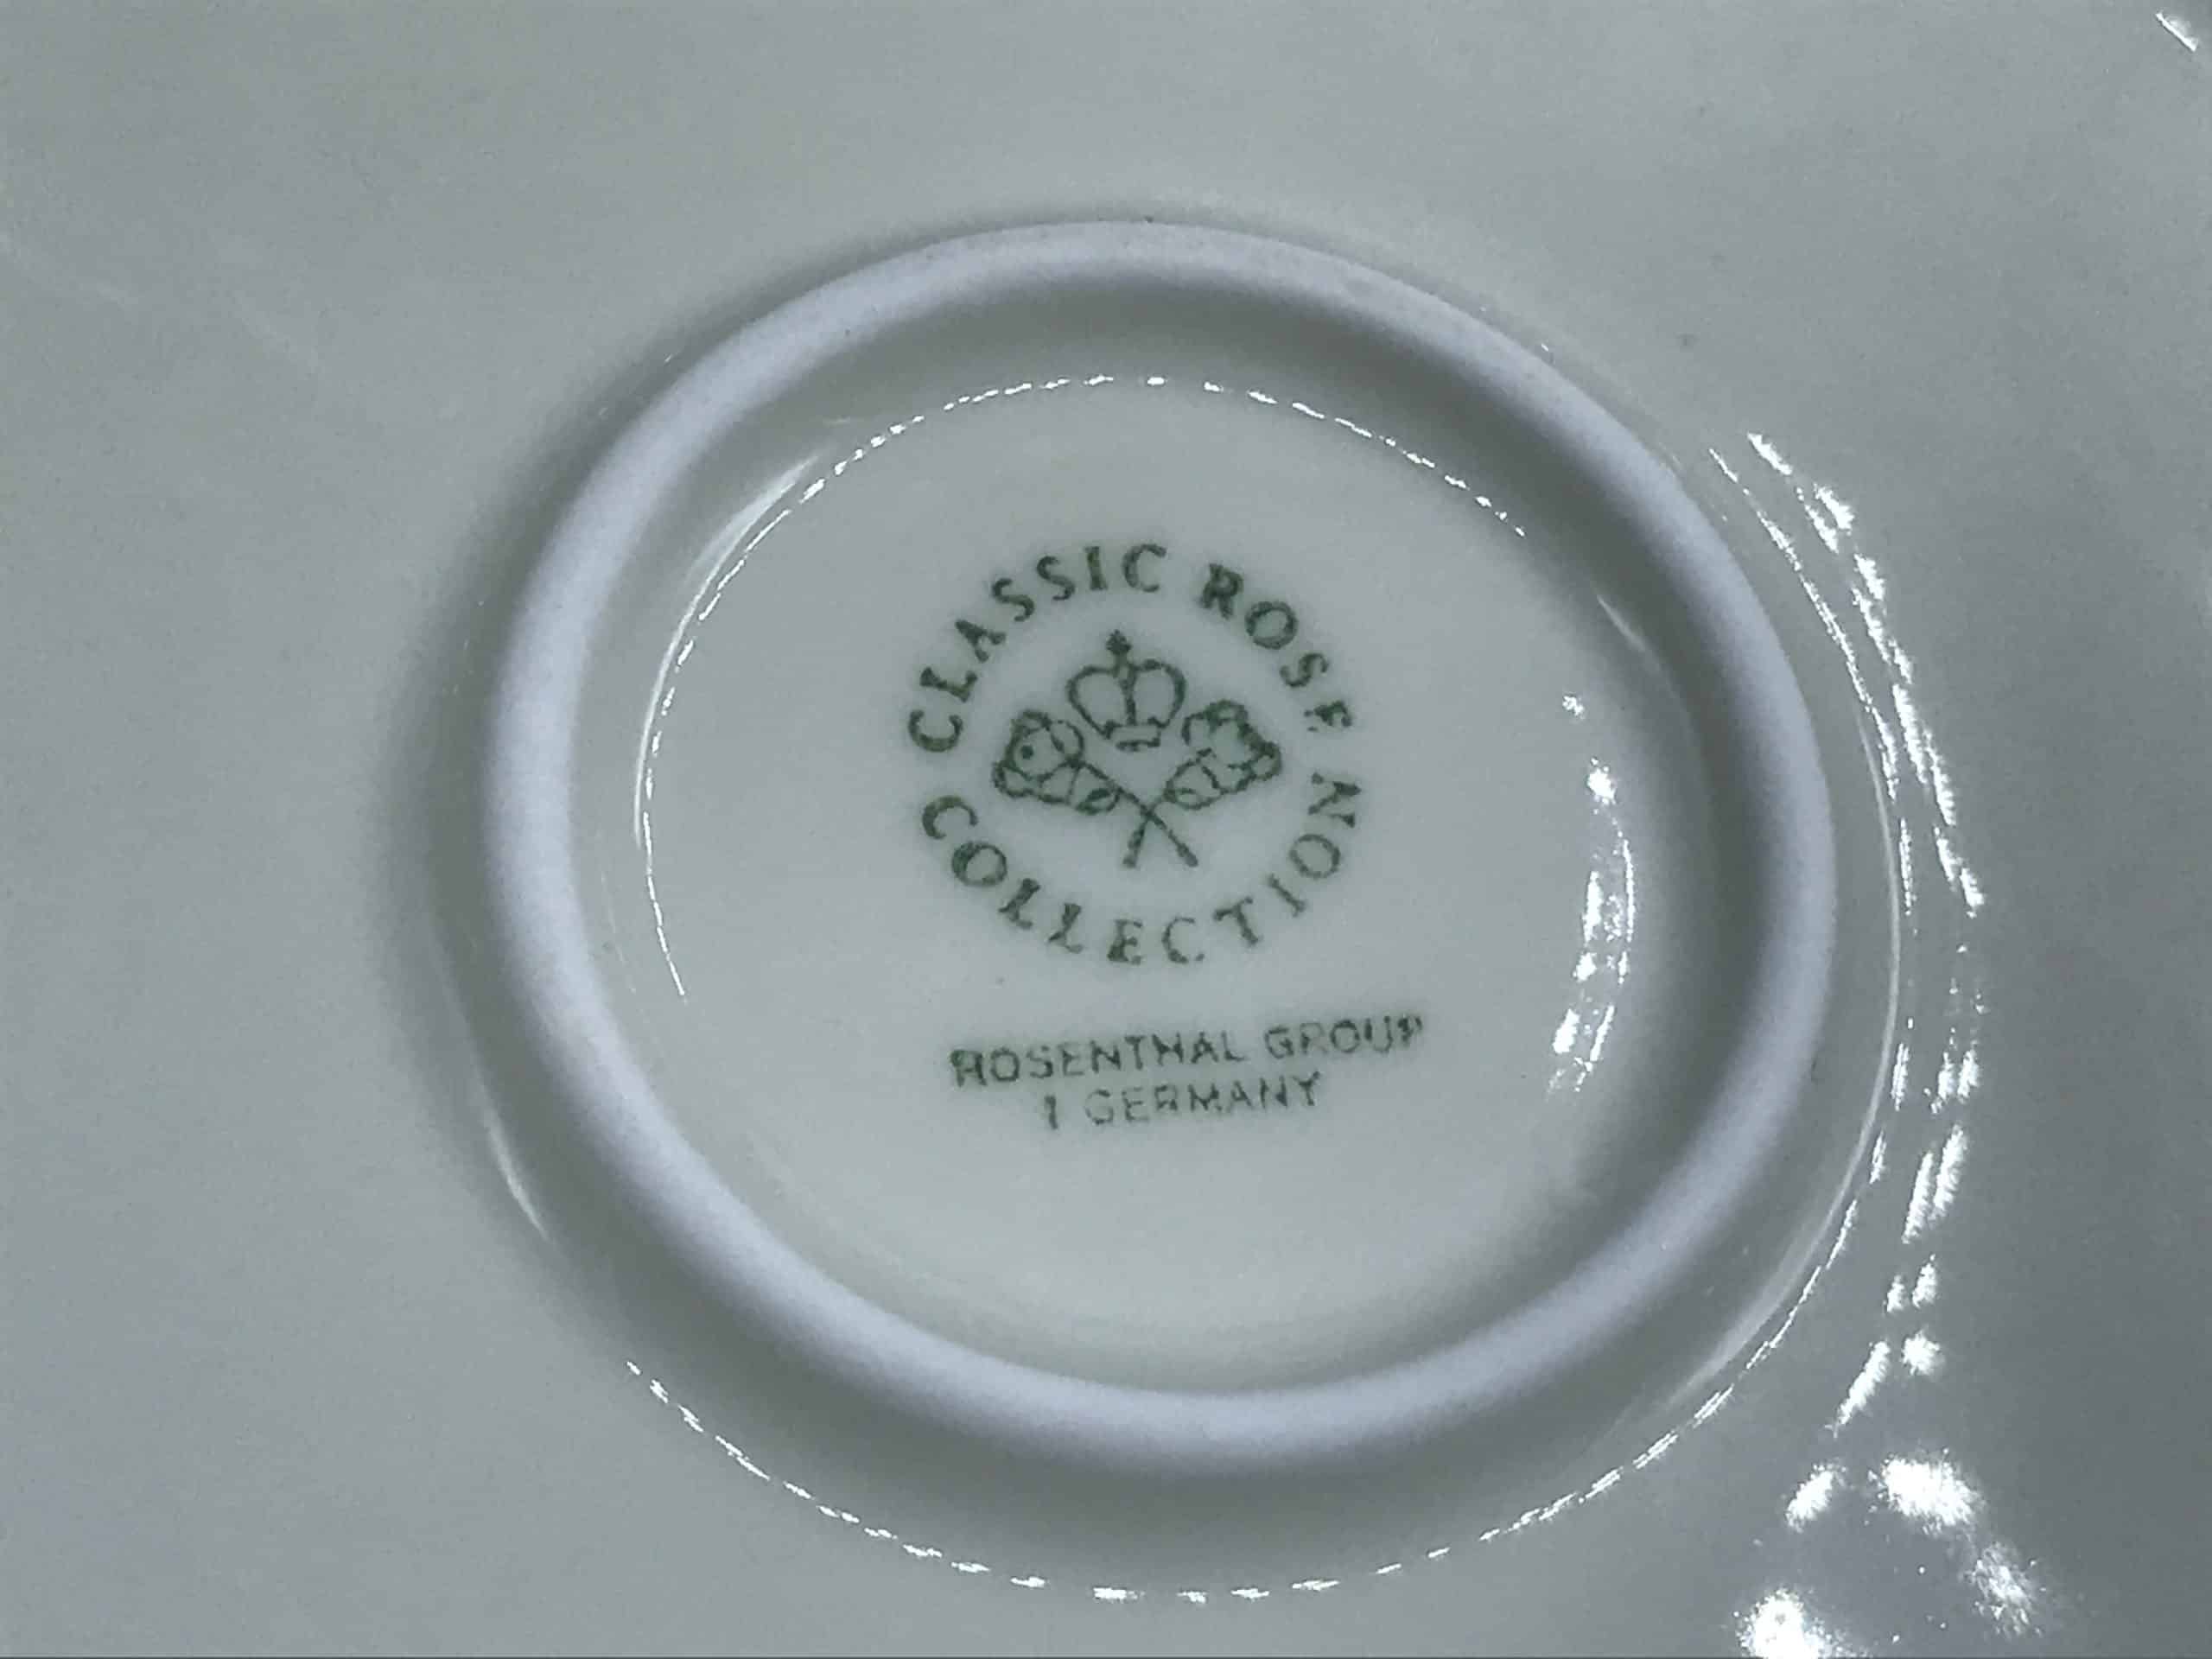 CLASSIC ROSE
COLLECTION
ROSENTHAL GROUP
1 GERMANY